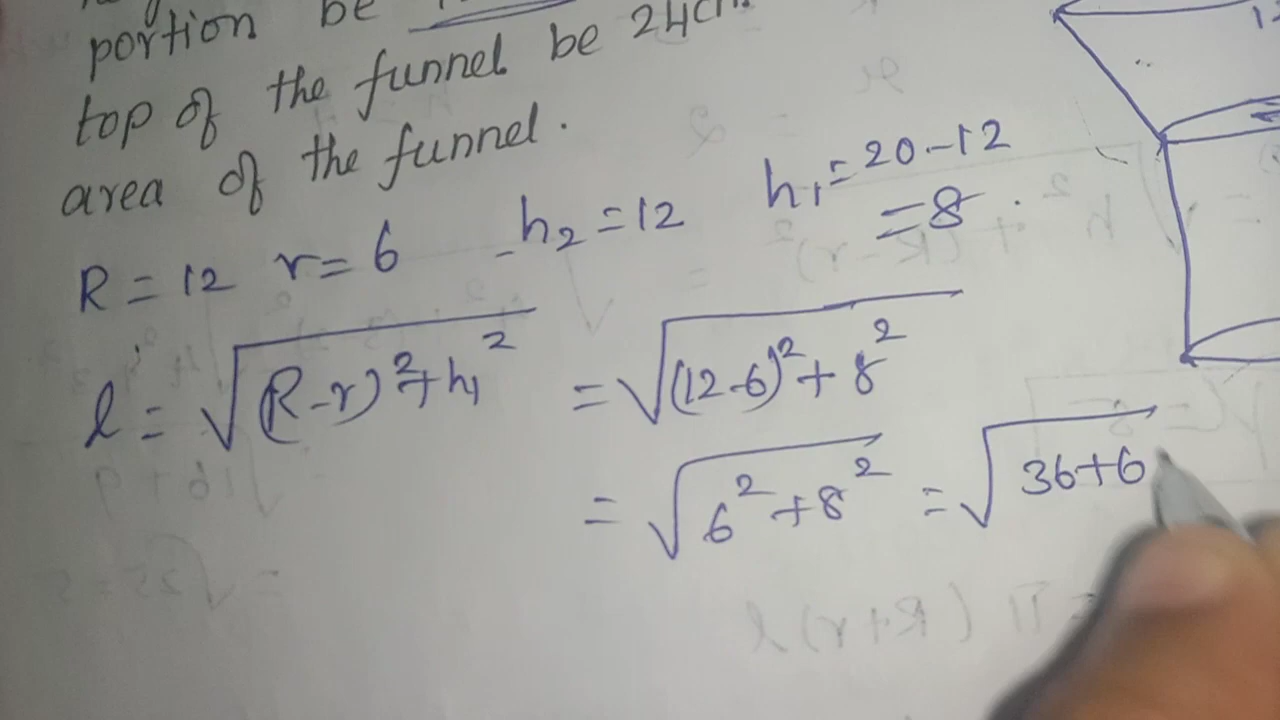 portion be
top of the funnel be 24cm.
area of the funnel.
R = 12 r = 6 h₂ = 12 h₁ = 20-12
= 8.
l = √(R-r)²+h₁² = √(12-6)²+8²
= √6²+8² = √36+6